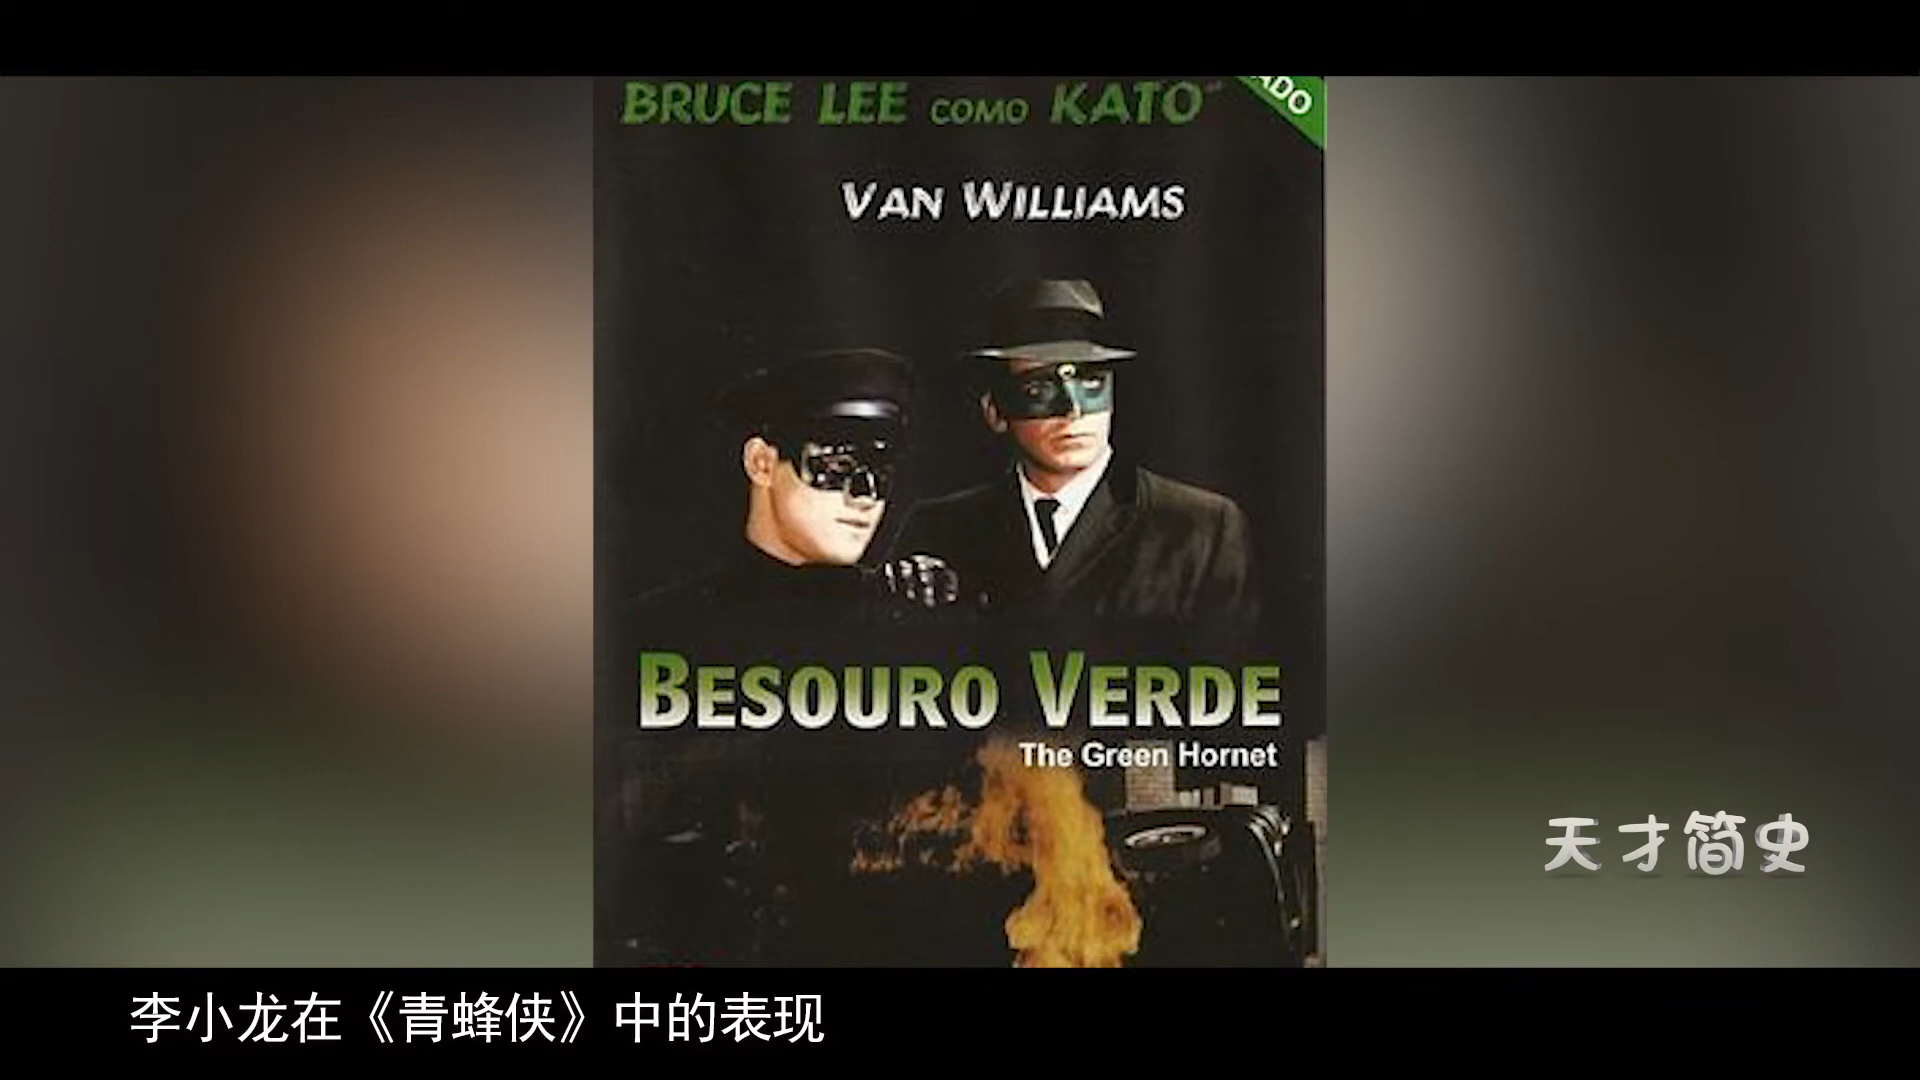 BRUCE LEE COMO KATO
ADO
VAN WILLIAMS
BESOURO VERDE
The Green Hornet
天才简史
李小龙在《青蜂侠》中的表现